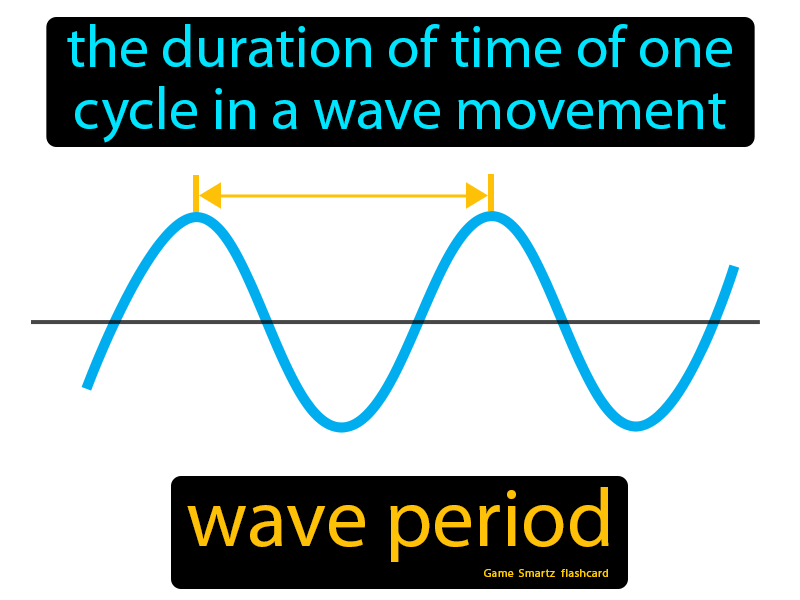 the duration of time of one
cycle in a wave movement
wave period
Game Smartz flashcard